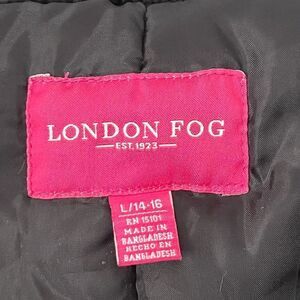 LONDON FOG
EST. 1923
L/14-16
RN 15101
MADE IN
BANGLADESH
HECHO EN
BANGLADESH